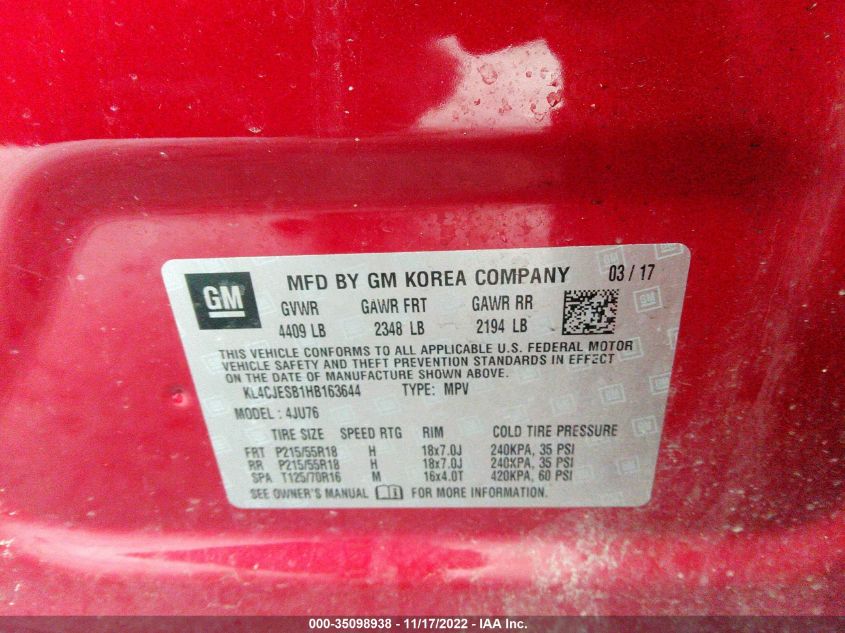 GM MFD BY GM KOREA COMPANY 03 / 17
GVWR GAWR FRT GAWR RR
4409 LB 2348 LB 2194 LB
THIS VEHICLE CONFORMS TO ALL APPLICABLE U.S. FEDERAL MOTOR
VEHICLE SAFETY AND THEFT PREVENTION STANDARDS IN EFFECT
ON THE DATE OF MANUFACTURE SHOWN ABOVE.
KL4CJESB1HB163644 TYPE: MPV
MODEL : 4JU76
TIRE SIZE SPEED RTG RIM COLD TIRE PRESSURE
FRT P215/55R18 H 18x7.0J 240KPA, 35 PSI
RR P215/55R18 H 18x7.0J 240KPA, 35 PSI
SPA T125/70R16 M 16x4.0T 420KPA, 60 PSI
SEE OWNER'S MANUAL FOR MORE INFORMATION.
000-35098938 - 11/17/2022 - IAA Inc.